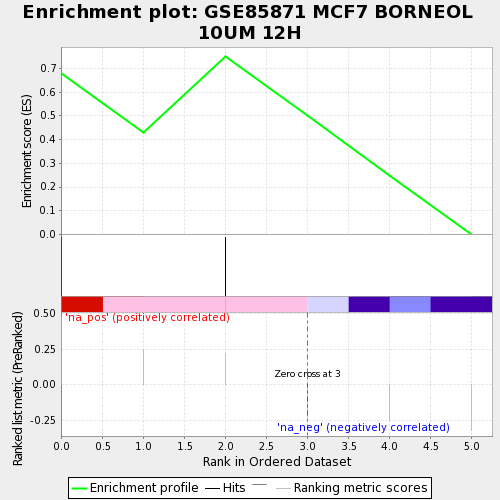 Enrichment plot: GSE85871 MCF7 BORNEOL
10UM 12H
Enrichment score (ES)
0.7
0.6
0.5
0.4
0.3
0.2
0.1
0.0
Ranked list metric (PreRanked)
0.50
0.25
0.00
-0.25
'na_pos' (positively correlated)
Zero cross at 3
'na_neg' (negatively correlated)
0.0 0.5 1.0 1.5 2.0 2.5 3.0 3.5 4.0 4.5 5.0
Rank in Ordered Dataset
Enrichment profile Hits Ranking metric scores